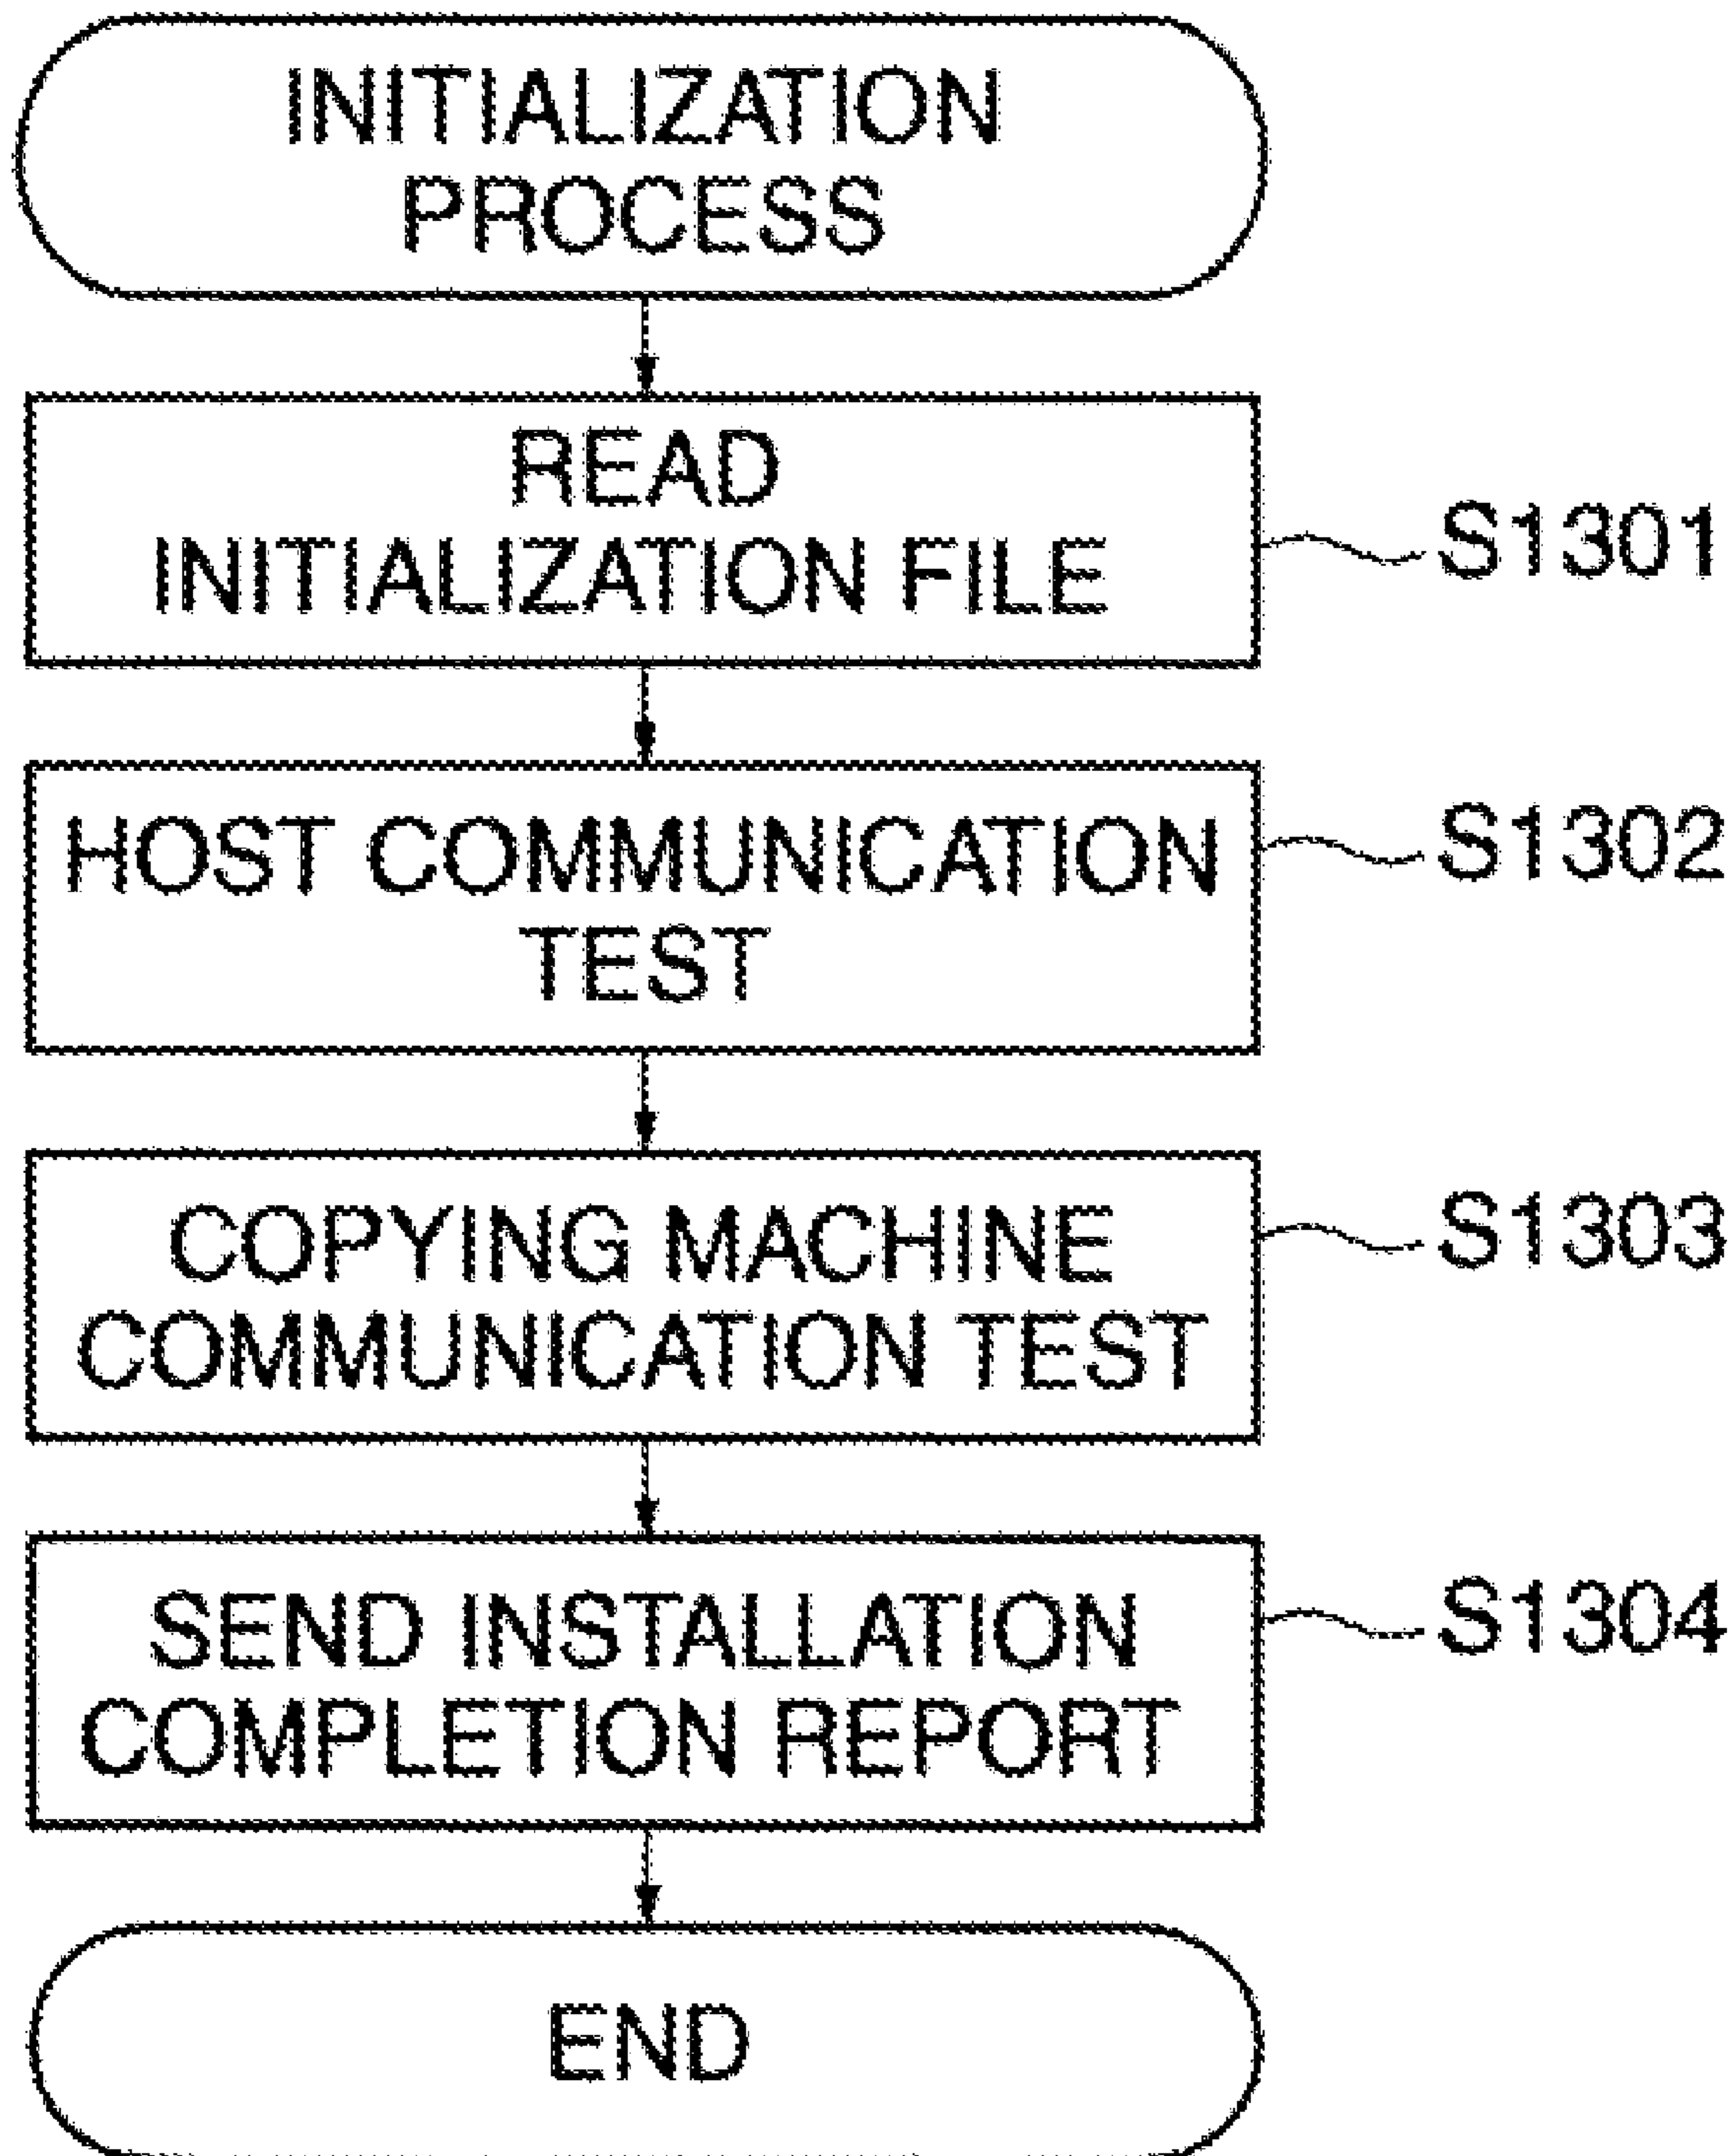 INITIALIZATION
PROCESS
READ
INITIALIZATION FILE
S1301
HOST COMMUNICATION
TEST
S1302
COPYING MACHINE
COMMUNICATION TEST
S1303
SEND INSTALLATION
COMPLETION REPORT
S1304
END